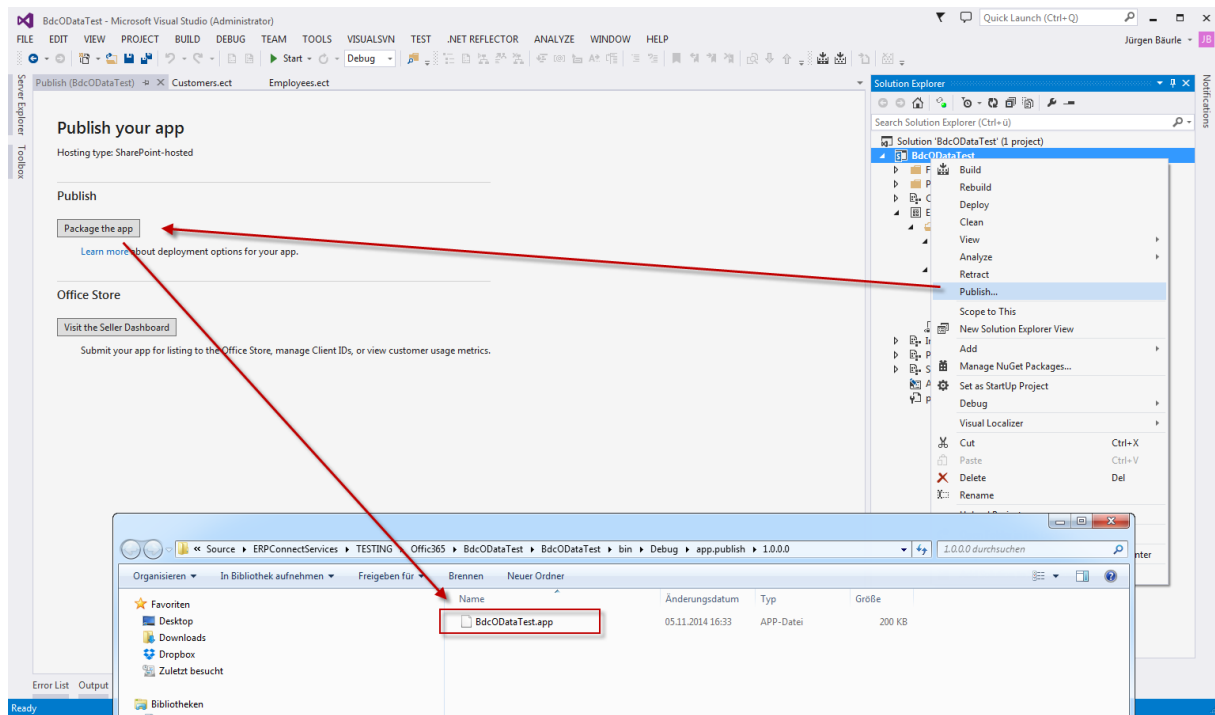 BdcODataTest - Microsoft Visual Studio (Administrator)
Quick Launch (Ctrl+Q)
FILE EDIT VIEW PROJECT BUILD DEBUG TEAM TOOLS VISUALSVN TEST .NET REFLECTOR ANALYZE WINDOW HELP
Jürgen Bäurle
JB
Start
Debug
Server Explorer
Toolbox
Publish (BdcODataTest)
Customers.ect
Employees.ect
Publish your app
Hosting type: SharePoint-hosted
Publish
Package the app
Learn more about deployment options for your app.
Office Store
Visit the Seller Dashboard
Submit your app for listing to the Office Store, manage Client IDs, or view customer usage metrics.
Solution Explorer
Search Solution Explorer (Ctrl+ü)
Solution 'BdcODataTest' (1 project)
BdcODataTest
Notifications
Build
Rebuild
Deploy
Clean
View
Analyze
Retract
Publish...
Scope to This
New Solution Explorer View
Add
Manage NuGet Packages...
Set as StartUp Project
Debug
Visual Localizer
Cut Ctrl+X
Paste Ctrl+V
Delete Del
Rename
« Source ERPConnectServices TESTING Offic365 BdcODataTest BdcODataTest bin Debug app.publish 1.0.0.0
1.0.0.0 durchsuchen
Organisieren In Bibliothek aufnehmen Freigeben für Brennen Neuer Ordner
Favoriten
Desktop
Downloads
Dropbox
Zuletzt besucht
Bibliotheken
Name Änderungsdatum Typ Größe
BdcODataTest.app 05.11.2014 16:33 APP-Datei 200 KB
Error List Output
Ready